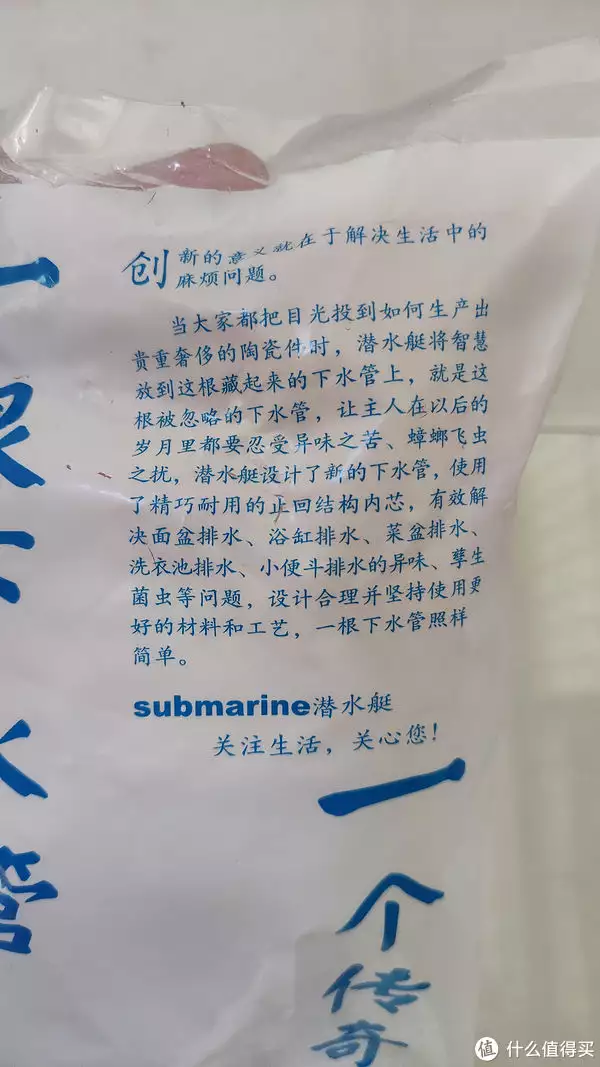 创新的意义就在于解决生活中的
麻烦问题。
当大家都把目光投到如何生产出
贵重奢侈的陶瓷件时，潜水艇将智慧
放到这根藏起来的下水管上，就是这
根被忽略的下水管，让主人在以后的
岁月里都要忍受异味之苦、蟑螂飞虫
之扰，潜水艇设计了新的下水管，使用
了精巧耐用的止回结构内芯，有效解
决面盆排水、浴缸排水、菜盆排水、
洗衣池排水、小便斗排水的异味、孳生
菌虫等问题，设计合理并坚持使用更
好的材料和工艺，一根下水管照样
简单。
submarine潜水艇
关注生活，关心您！
一根下水管
一个传奇
值 什么值得买